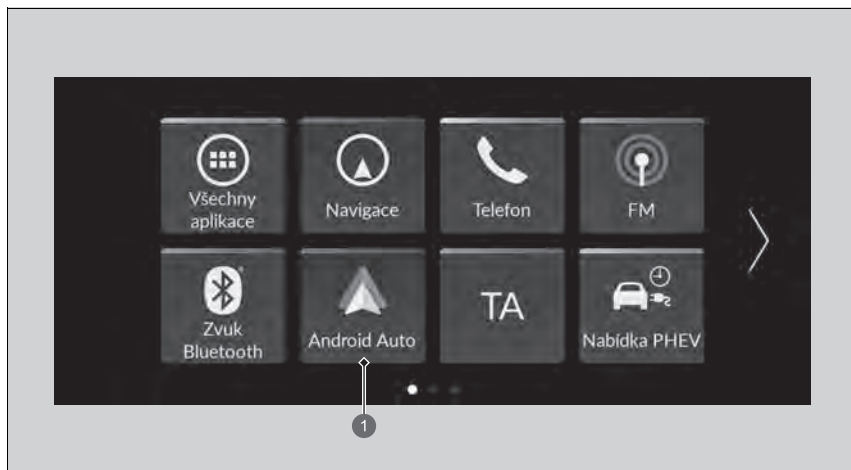 Všechny
aplikace
Navigace
Telefon
FM
Zvuk
Bluetooth
Android Auto
TA
Nabídka PHEV
1